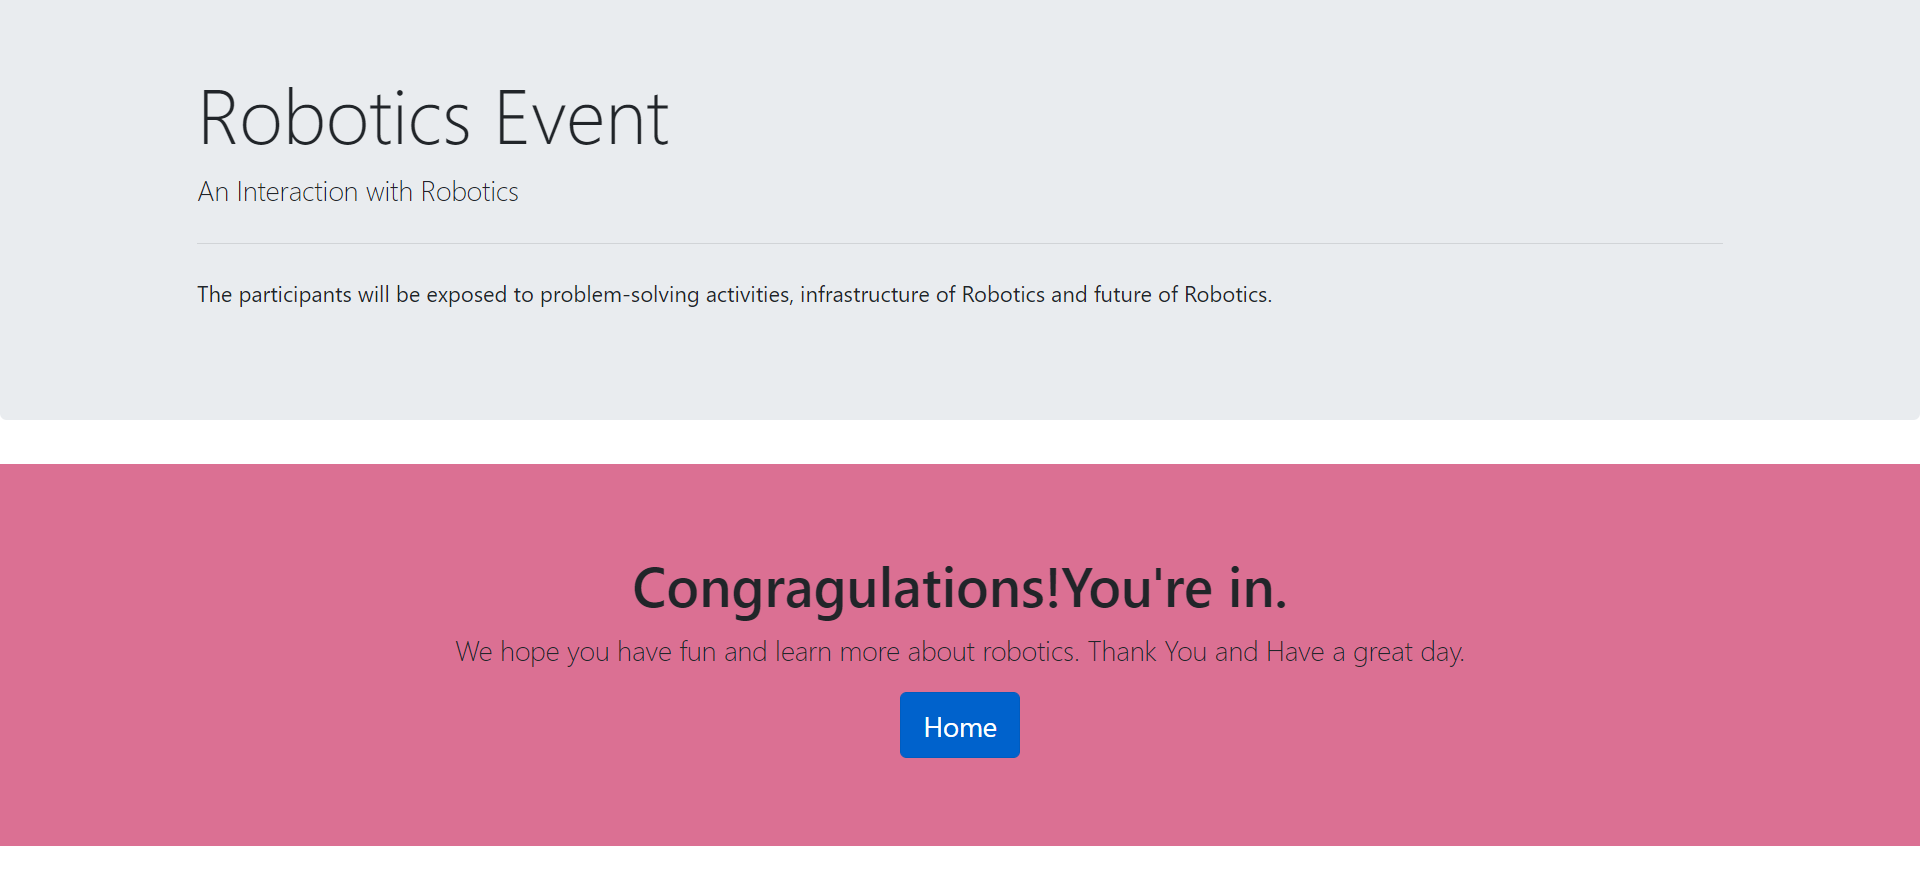 Robotics Event
An Interaction with Robotics
The participants will be exposed to problem-solving activities, infrastructure of Robotics and future of Robotics.
Congragulations!You're in.
We hope you have fun and learn more about robotics. Thank You and Have a great day.
Home